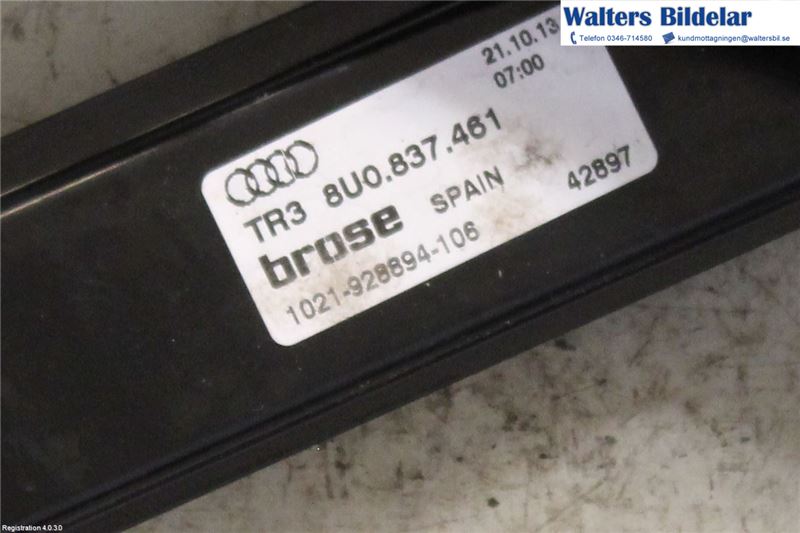 Walters Bildelar
Telefon 0346-714580 kundmottagningen@waltersbil.se
21.10.13
07:00
TR3 8U0.837.461
brose SPAIN 42897
1021-928894-106
Registration 4.0.3.0